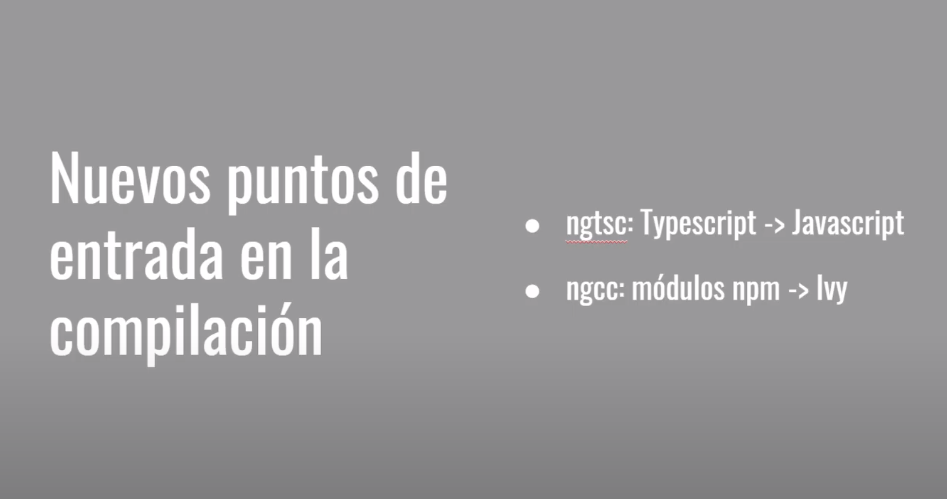 Nuevos puntos de
entrada en la
compilación
● ngtsc: Typescript -> Javascript
● ngcc: módulos npm -> Ivy